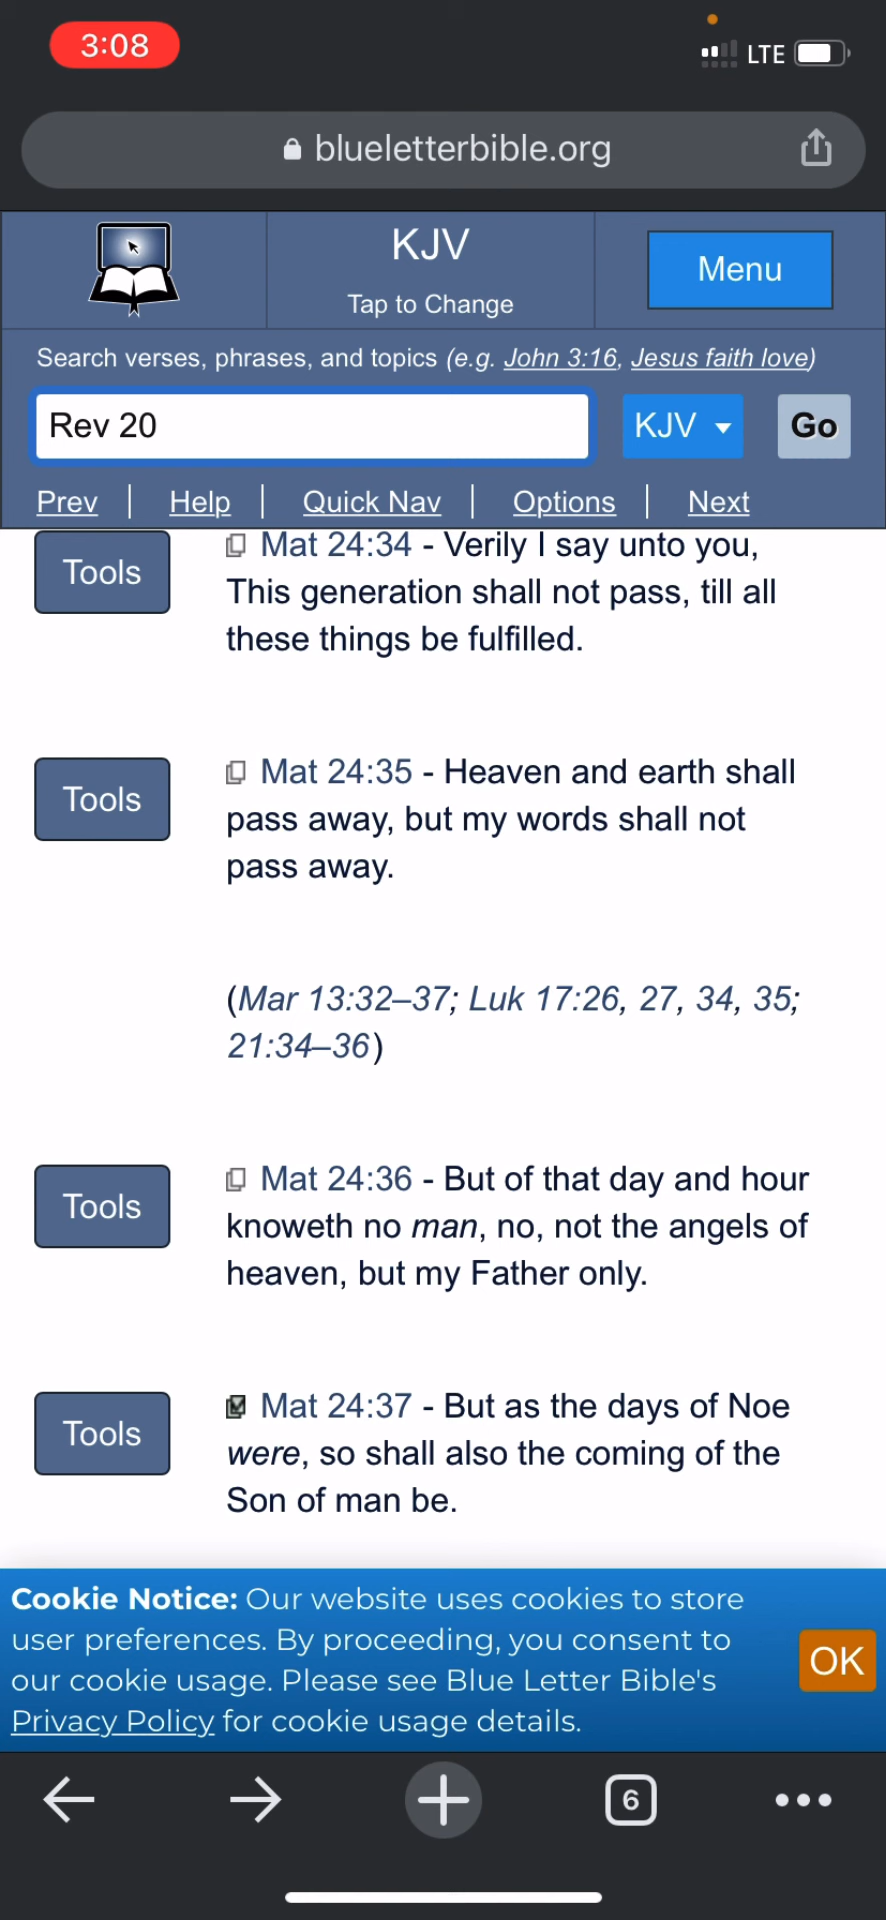 3:08
LTE
blueletterbible.org
KJV
Tap to Change
Menu
Search verses, phrases, and topics (e.g. John 3:16, Jesus faith love)
Rev 20
KJV
Go
Prev | Help | Quick Nav | Options | Next
Tools
Mat 24:34 - Verily I say unto you,
This generation shall not pass, till all
these things be fulfilled.
Tools
Mat 24:35 - Heaven and earth shall
pass away, but my words shall not
pass away.
(Mar 13:32–37; Luk 17:26, 27, 34, 35;
21:34–36)
Tools
Mat 24:36 - But of that day and hour
knoweth no man, no, not the angels of
heaven, but my Father only.
Tools
Mat 24:37 - But as the days of Noe
were, so shall also the coming of the
Son of man be.
Cookie Notice: Our website uses cookies to store
user preferences. By proceeding, you consent to
our cookie usage. Please see Blue Letter Bible's
Privacy Policy for cookie usage details.
OK
6